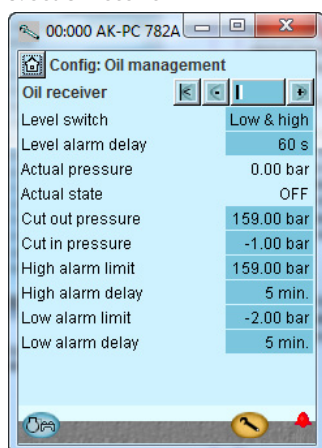 00:000 AK-PC 782A
Config: Oil management
Oil receiver
Level switch Low & high
Level alarm delay 60 s
Actual pressure 0.00 bar
Actual state OFF
Cut out pressure 159.00 bar
Cut in pressure -1.00 bar
High alarm limit 159.00 bar
High alarm delay 5 min.
Low alarm limit -2.00 bar
Low alarm delay 5 min.